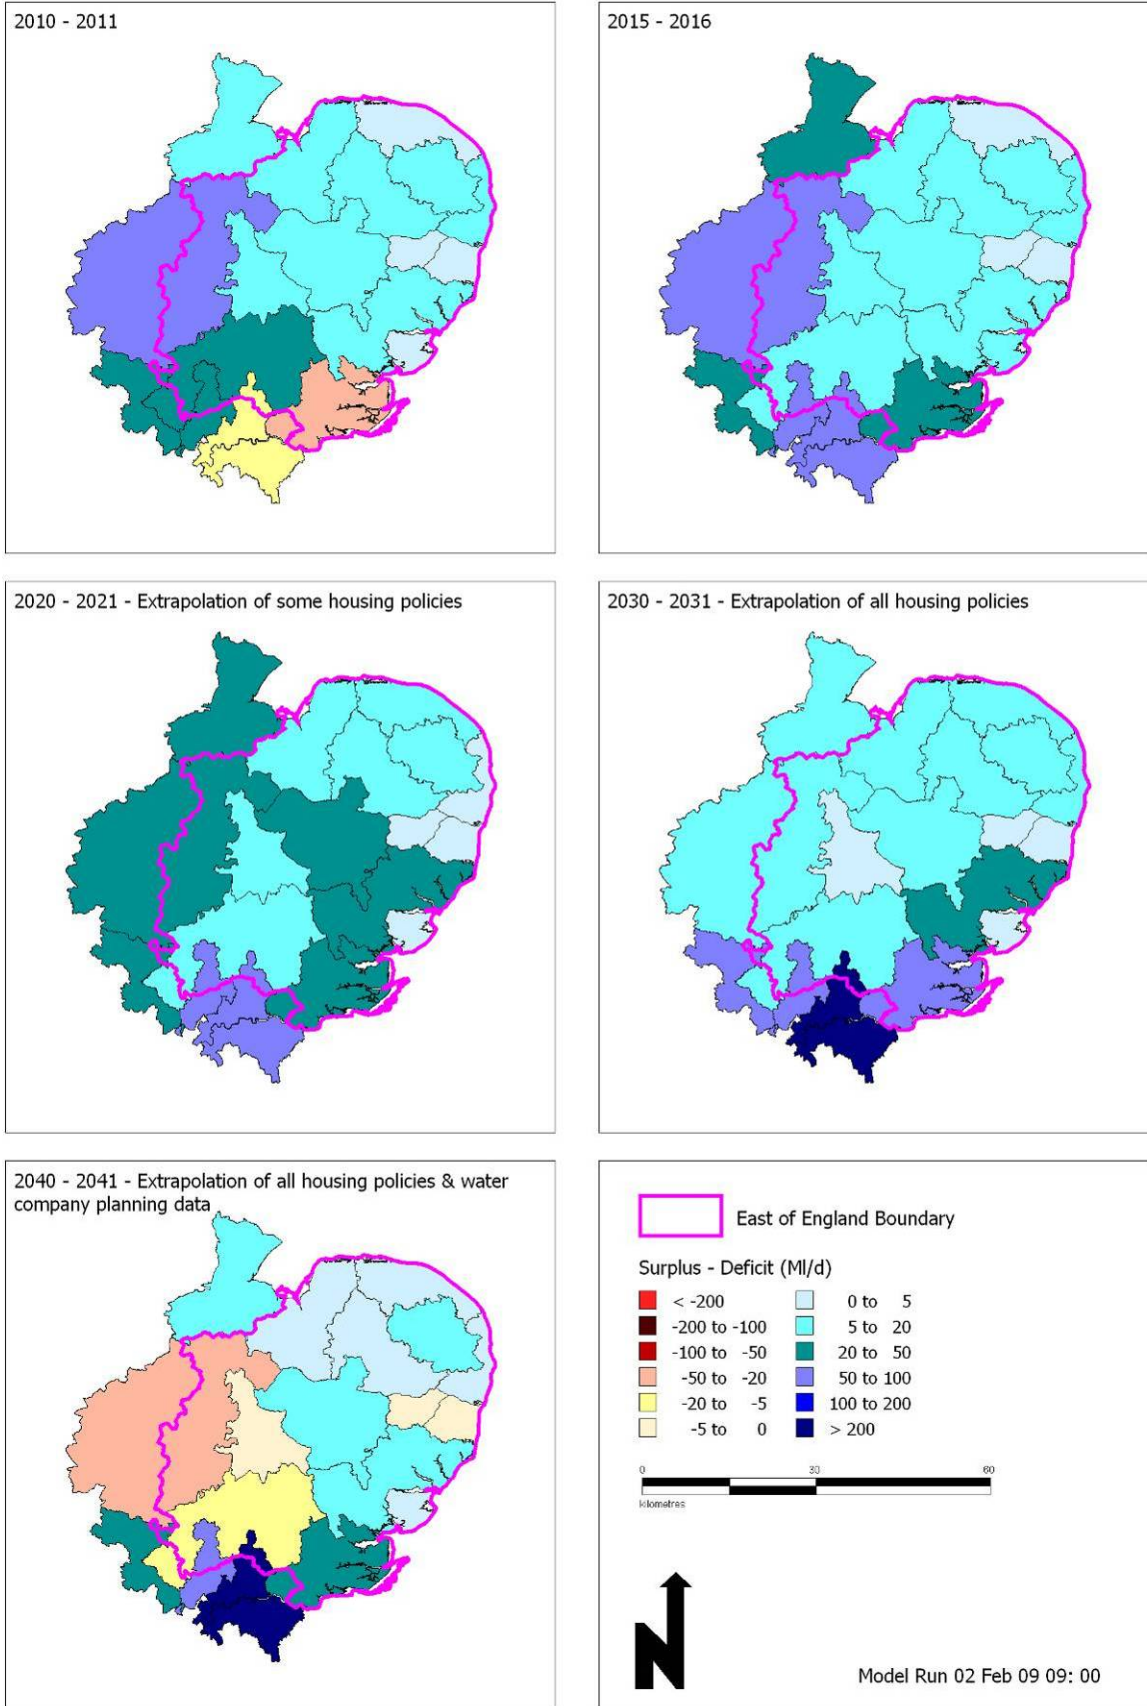 2010 - 2011
2015 - 2016
2020 - 2021 - Extrapolation of some housing policies
2030 - 2031 - Extrapolation of all housing policies
2040 - 2041 - Extrapolation of all housing policies & water
company planning data
East of England Boundary
Surplus - Deficit (Ml/d)
< -200
-200 to -100
-100 to -50
-50 to -20
-20 to -5
-5 to 0
0 to 5
5 to 20
20 to 50
50 to 100
100 to 200
> 200
0 30 60
kilometres
N
Model Run 02 Feb 09 09: 00